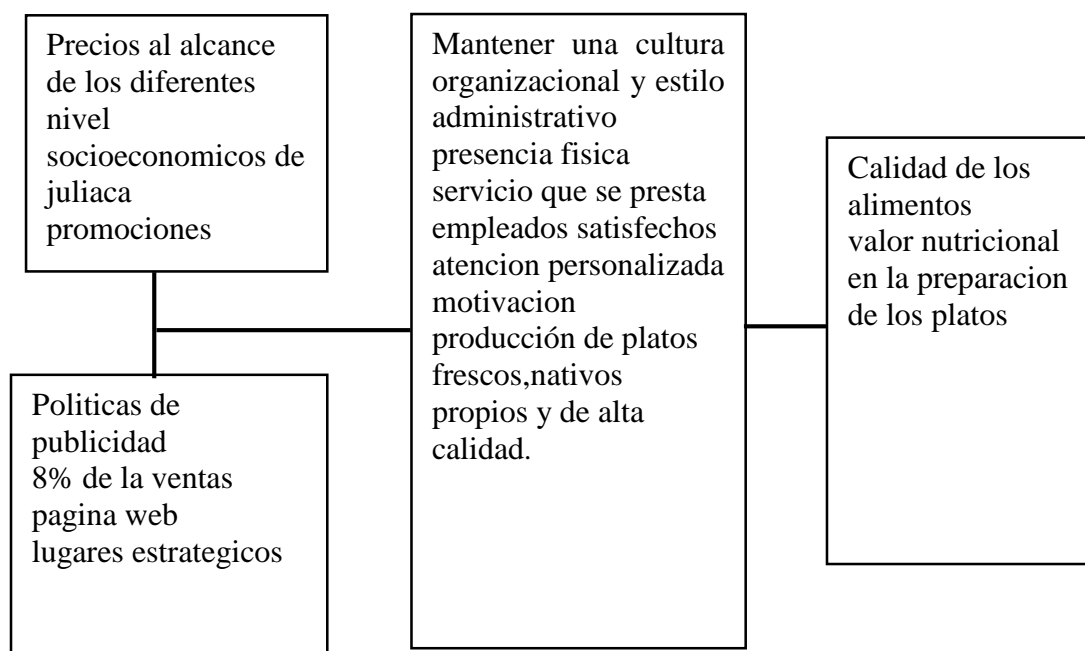 Precios al alcance
de los diferentes
nivel
socioeconomicos de
juliaca
promociones
Politicas de
publicidad
8% de la ventas
pagina web
lugares estrategicos
Mantener una cultura
organizacional y estilo
administrativo
presencia fisica
servicio que se presta
empleados satisfechos
atencion personalizada
motivacion
producción de platos
frescos,nativos
propios y de alta
calidad.
Calidad de los
alimentos
valor nutricional
en la preparacion
de los platos